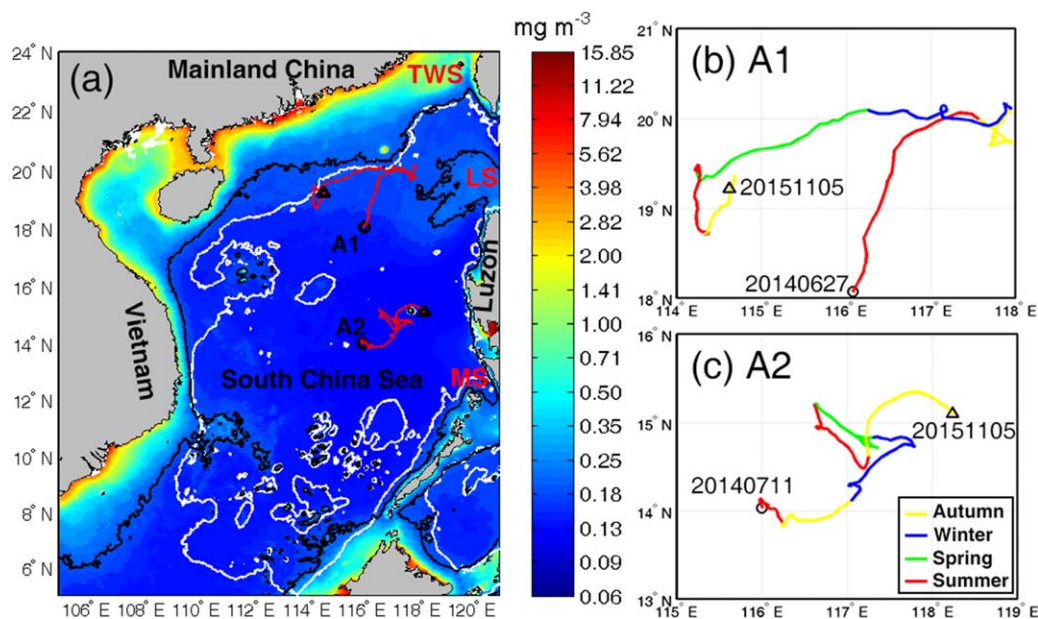 (a)
Mainland China
TWS
LS
A1
Luzon
Vietnam
A2
South China Sea
MS
24° N
22° N
20° N
18° N
16° N
14° N
12° N
10° N
8° N
6° N
106° E 108° E 110° E 112° E 114° E 116° E 118° E 120° E
mg m-3
15.85
11.22
7.94
5.62
3.98
2.82
2.00
1.41
1.00
0.71
0.50
0.35
0.25
0.18
0.13
0.09
0.06
(b) A1
21° N
20° N
19° N
18° N
20151105
20140627
114° E 115° E 116° E 117° E 118° E
(c) A2
16° N
15° N
14° N
13° N
20151105
20140711
Autumn
Winter
Spring
Summer
115° E 116° E 117° E 118° E 119° E